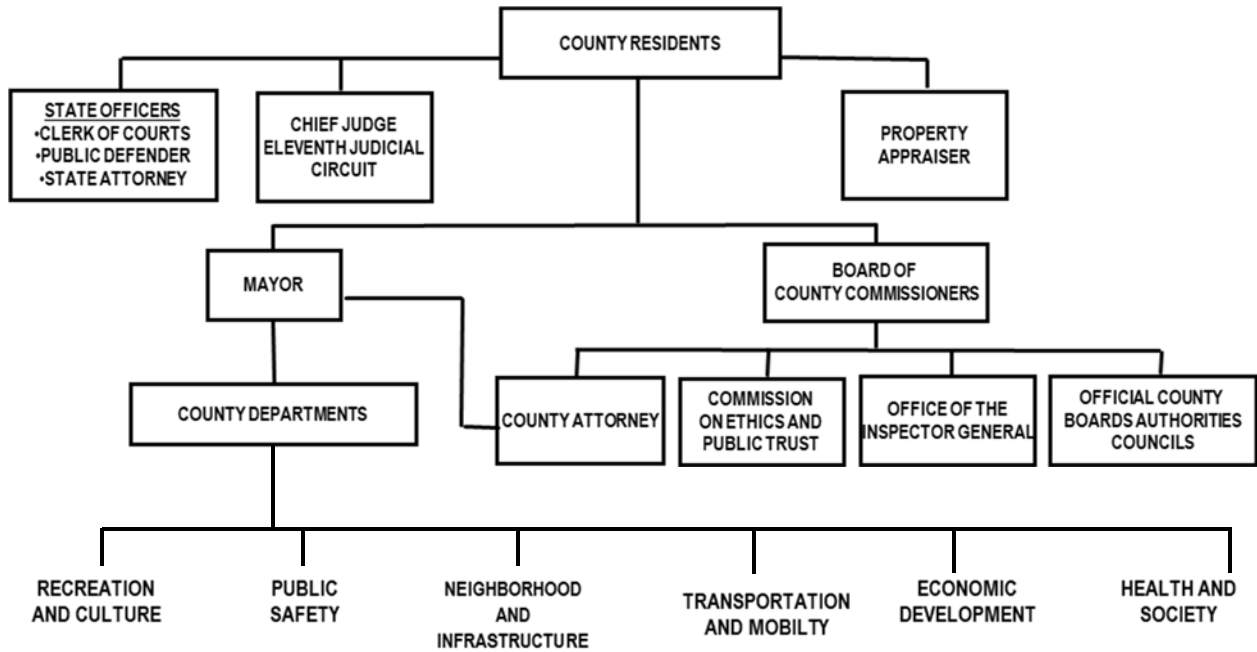 COUNTY RESIDENTS
STATE OFFICERS
•CLERK OF COURTS
•PUBLIC DEFENDER
•STATE ATTORNEY
CHIEF JUDGE
ELEVENTH JUDICIAL
CIRCUIT
PROPERTY
APPRAISER
MAYOR
BOARD OF
COUNTY COMMISSIONERS
COUNTY DEPARTMENTS
COUNTY ATTORNEY
COMMISSION
ON ETHICS AND
PUBLIC TRUST
OFFICE OF THE
INSPECTOR GENERAL
OFFICIAL COUNTY
BOARDS AUTHORITIES
COUNCILS
RECREATION
AND CULTURE
PUBLIC
SAFETY
NEIGHBORHOOD
AND
INFRASTRUCTURE
TRANSPORTATION
AND MOBILTY
ECONOMIC
DEVELOPMENT
HEALTH AND
SOCIETY